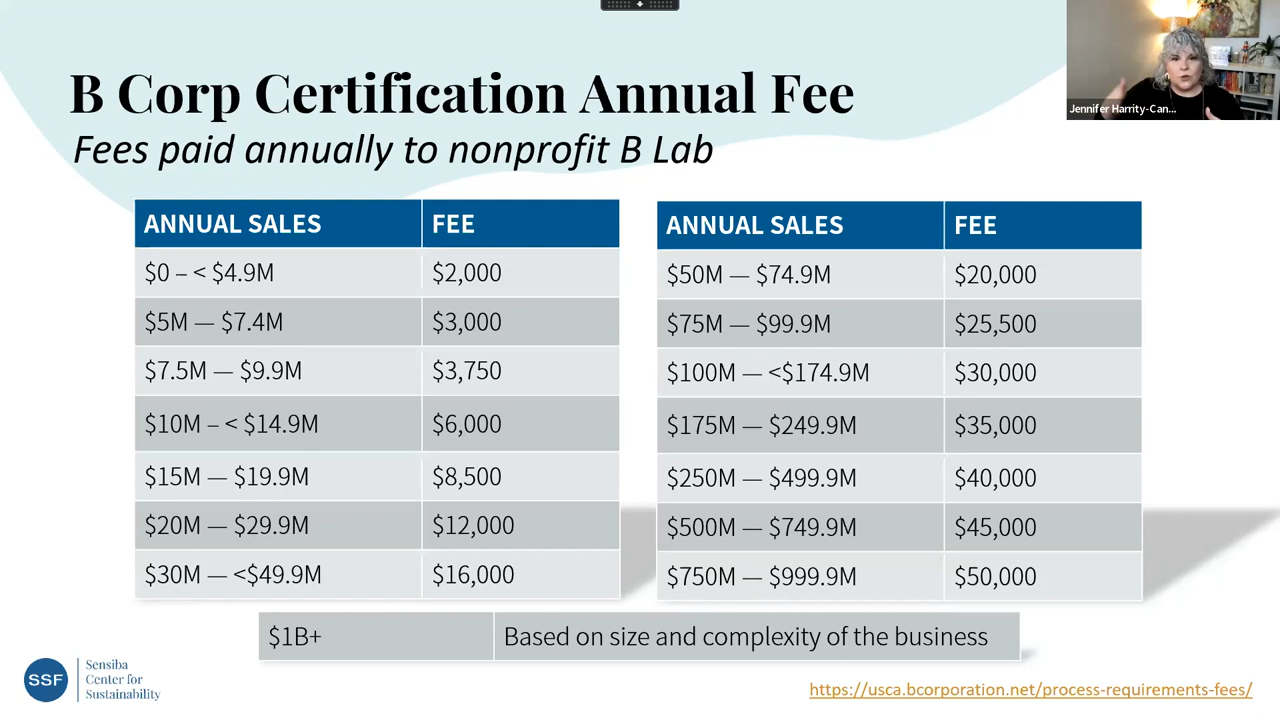 B Corp Certification Annual Fee
Fees paid annually to nonprofit B Lab
Jennifer Harrity-Can...
ANNUAL SALES FEE
$0 – < $4.9M $2,000
$5M — $7.4M $3,000
$7.5M — $9.9M $3,750
$10M – < $14.9M $6,000
$15M — $19.9M $8,500
$20M — $29.9M $12,000
$30M — <$49.9M $16,000
ANNUAL SALES FEE
$50M — $74.9M $20,000
$75M — $99.9M $25,500
$100M — <$174.9M $30,000
$175M — $249.9M $35,000
$250M — $499.9M $40,000
$500M — $749.9M $45,000
$750M — $999.9M $50,000
$1B+ Based on size and complexity of the business
SSF
Sensiba
Center for
Sustainability
https://usca.bcorporation.net/process-requirements-fees/